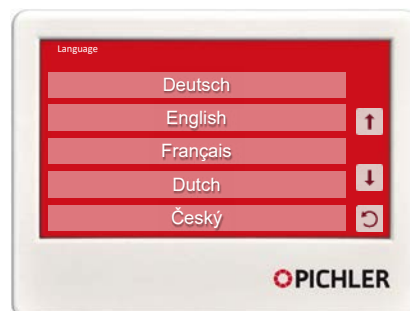 Language
Deutsch
English
Français
Dutch
Český
PICHLER